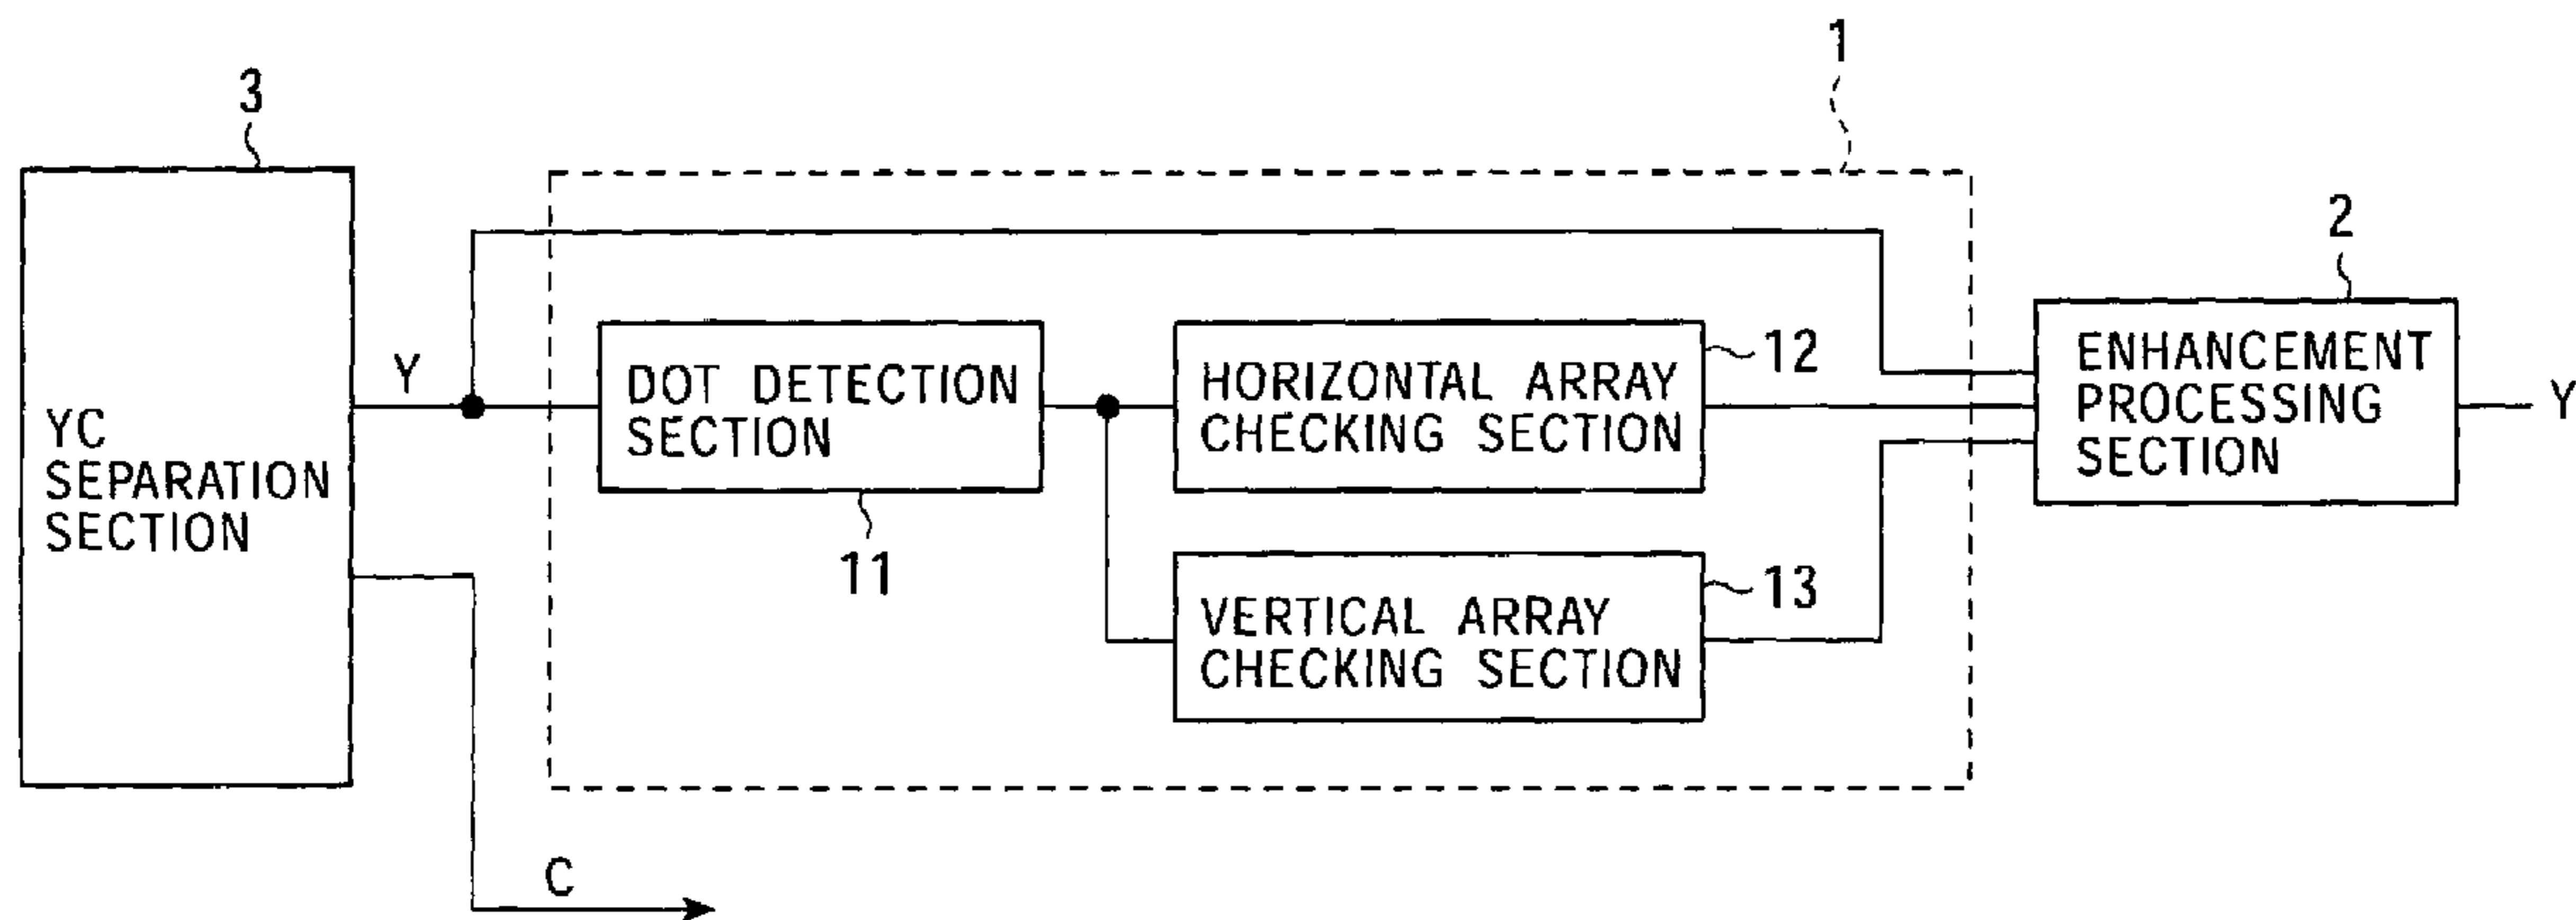 1
3
2
YC
SEPARATION
SECTION
Y
DOT DETECTION
SECTION
11
HORIZONTAL ARRAY
CHECKING SECTION
12
VERTICAL ARRAY
CHECKING SECTION
13
ENHANCEMENT
PROCESSING
SECTION
Y
C